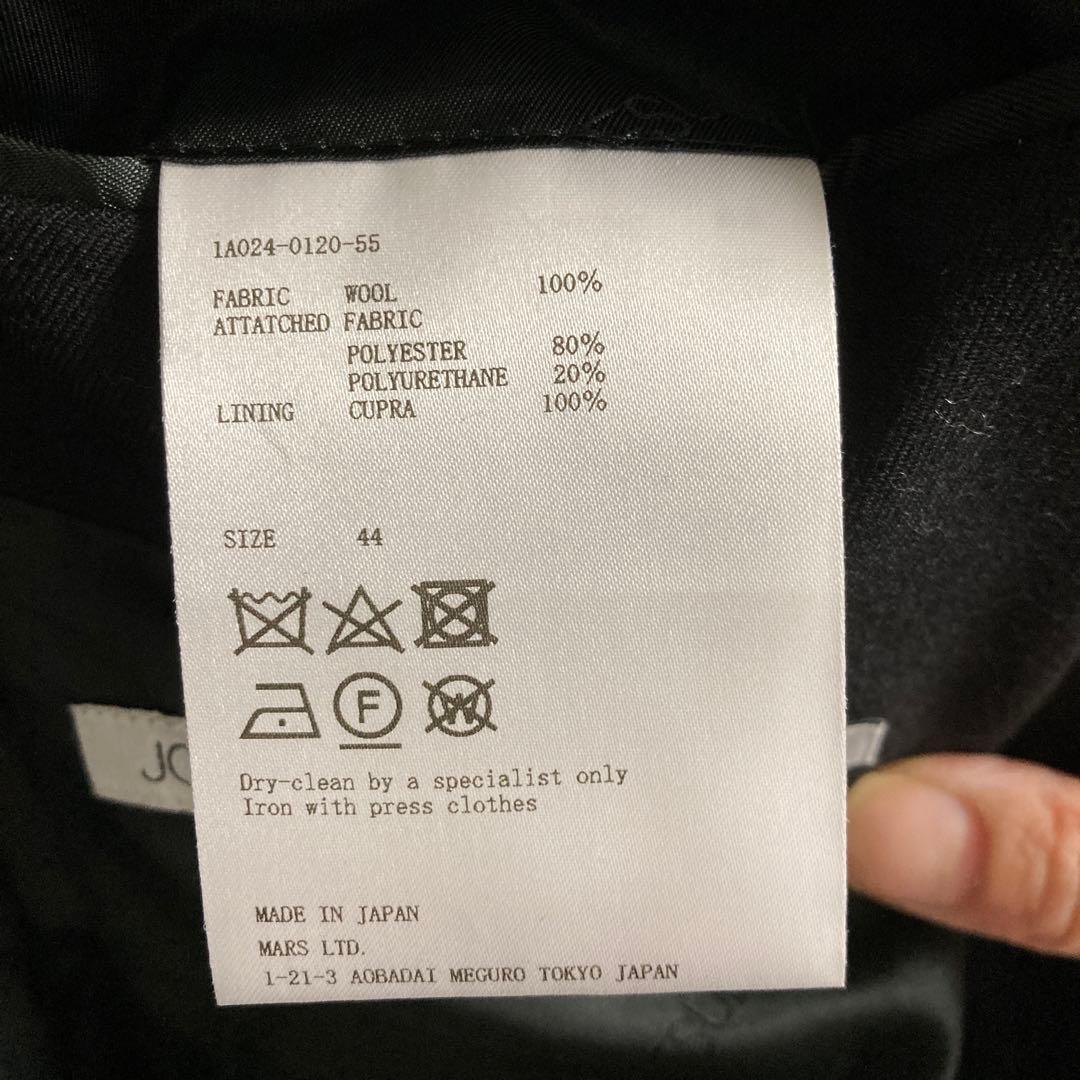 1A024-0120-55
FABRIC WOOL 100%
ATTATCHED FABRIC
POLYESTER 80%
POLYURETHANE 20%
LINING CUPRA 100%
SIZE 44
F W
Dry-clean by a specialist only
Iron with press clothes
JO
MADE IN JAPAN
MARS LTD.
1-21-3 AOBADAI MEGURO TOKYO JAPAN